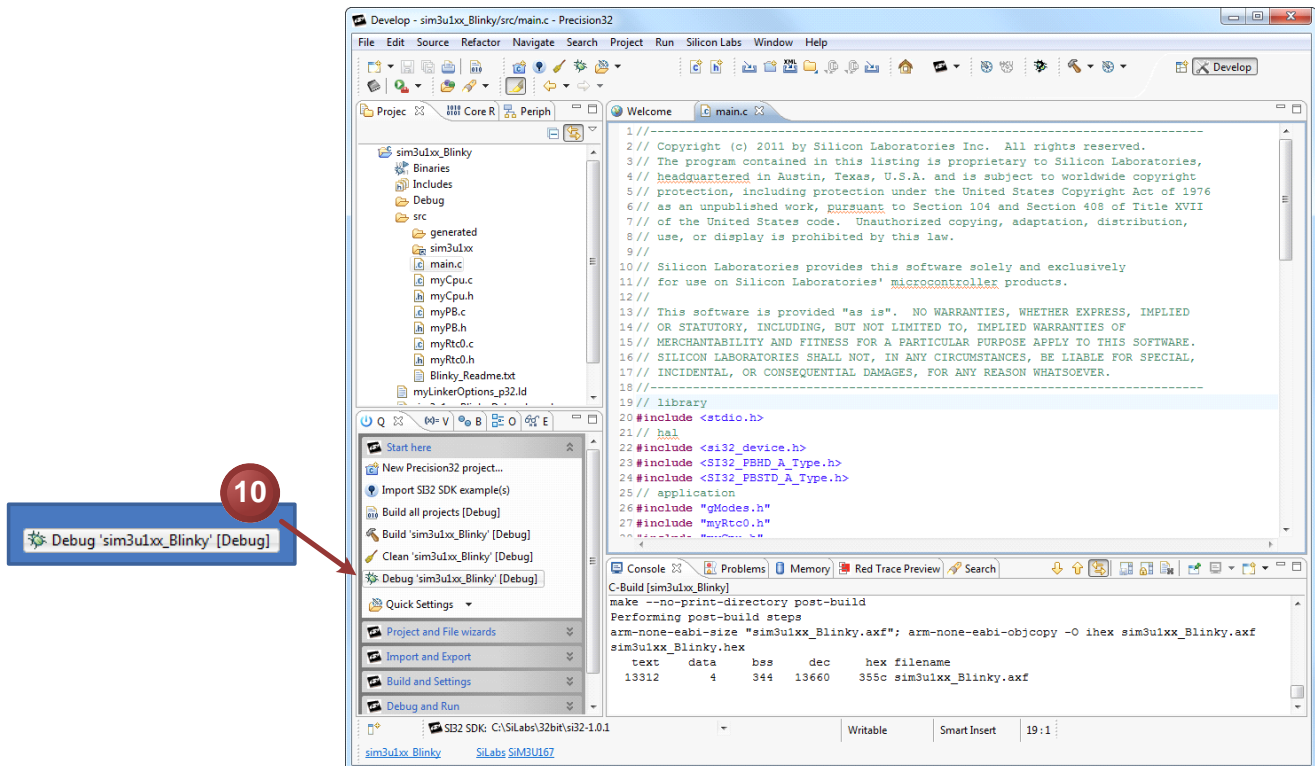 Develop - sim3u1xx_Blinky/src/main.c - Precision32
File Edit Source Refactor Navigate Search Project Run Silicon Labs Window Help
Develop
Projec
Core R
Periph
sim3u1xx_Blinky
Binaries
Includes
Debug
src
generated
sim3u1xx
main.c
myCpu.c
myCpu.h
myPB.c
myPB.h
myRtc0.c
myRtc0.h
Blinky_Readme.txt
myLinkerOptions_p32.ld
Welcome
main.c
1 //-----------------------------------------------------------------------------
2 // Copyright (c) 2011 by Silicon Laboratories Inc. All rights reserved.
3 // The program contained in this listing is proprietary to Silicon Laboratories,
4 // headquartered in Austin, Texas, U.S.A. and is subject to worldwide copyright
5 // protection, including protection under the United States Copyright Act of 1976
6 // as an unpublished work, pursuant to Section 104 and Section 408 of Title XVII
7 // of the United States code. Unauthorized copying, adaptation, distribution,
8 // use, or display is prohibited by this law.
9 //
10 // Silicon Laboratories provides this software solely and exclusively
11 // for use on Silicon Laboratories' microcontroller products.
12 //
13 // This software is provided "as is". NO WARRANTIES, WHETHER EXPRESS, IMPLIED
14 // OR STATUTORY, INCLUDING, BUT NOT LIMITED TO, IMPLIED WARRANTIES OF
15 // MERCHANTABILITY AND FITNESS FOR A PARTICULAR PURPOSE APPLY TO THIS SOFTWARE.
16 // SILICON LABORATORIES SHALL NOT, IN ANY CIRCUMSTANCES, BE LIABLE FOR SPECIAL,
17 // INCIDENTAL, OR CONSEQUENTIAL DAMAGES, FOR ANY REASON WHATSOEVER.
18 //-----------------------------------------------------------------------------
19 // library
20 #include <stdio.h>
21 // hal
22 #include <si32_device.h>
23 #include <SI32_PBHD_A_Type.h>
24 #include <SI32_PBSTD_A_Type.h>
25 // application
26 #include "gModes.h"
27 #include "myRtc0.h"
Q
V
B
O
E
Start here
New Precision32 project...
Import SI32 SDK example(s)
Build all projects [Debug]
Build 'sim3u1xx_Blinky' [Debug]
Clean 'sim3u1xx_Blinky' [Debug]
Debug 'sim3u1xx_Blinky' [Debug]
Quick Settings
Project and File wizards
Import and Export
Build and Settings
Debug and Run
10
Debug 'sim3u1xx_Blinky' [Debug]
Console
Problems
Memory
Red Trace Preview
Search
C-Build [sim3u1xx_Blinky]
make --no-print-directory post-build
Performing post-build steps
arm-none-eabi-size "sim3u1xx_Blinky.axf"; arm-none-eabi-objcopy -O ihex sim3u1xx_Blinky.axf
sim3u1xx_Blinky.hex
text data bss dec hex filename
13312 4 344 13660 355c sim3u1xx_Blinky.axf
SI32 SDK: C:\SiLabs\32bit\si32-1.0.1
Writable
Smart Insert
19 : 1
sim3u1xx Blinky
SiLabs SiM3U167